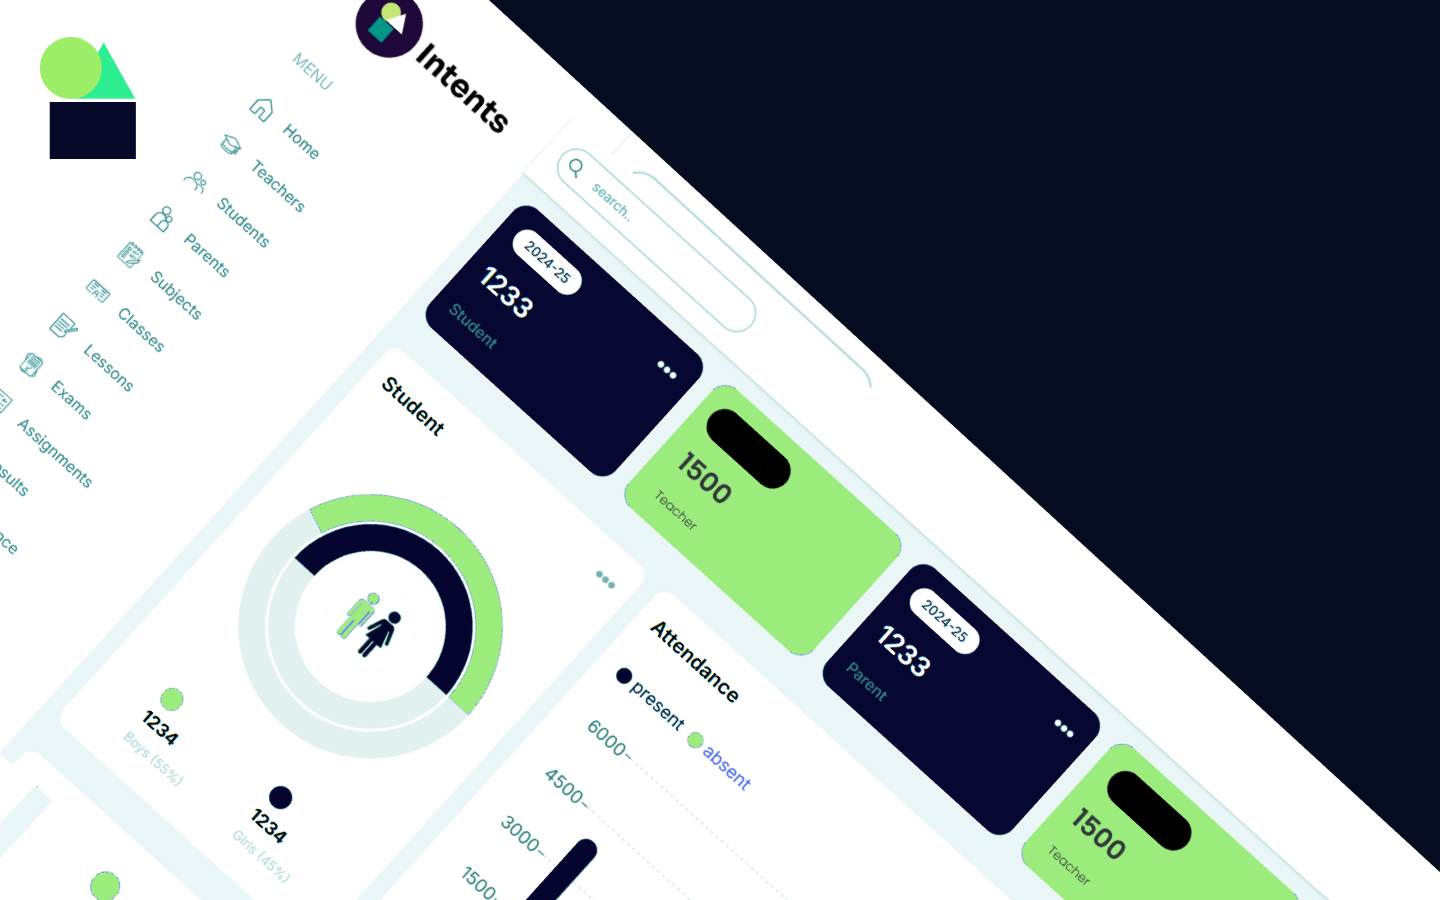 Intents
MENU
Home
Teachers
Students
Parents
Subjects
Classes
Lessons
Exams
Assignments
search..
2024-25
1233
Student
1500
Teacher
2024-25
1233
Parent
1500
Teacher
Student
1234
Boys (55%)
1234
Girls (45%)
Attendance
present
absent
6000
4500
3000
1500